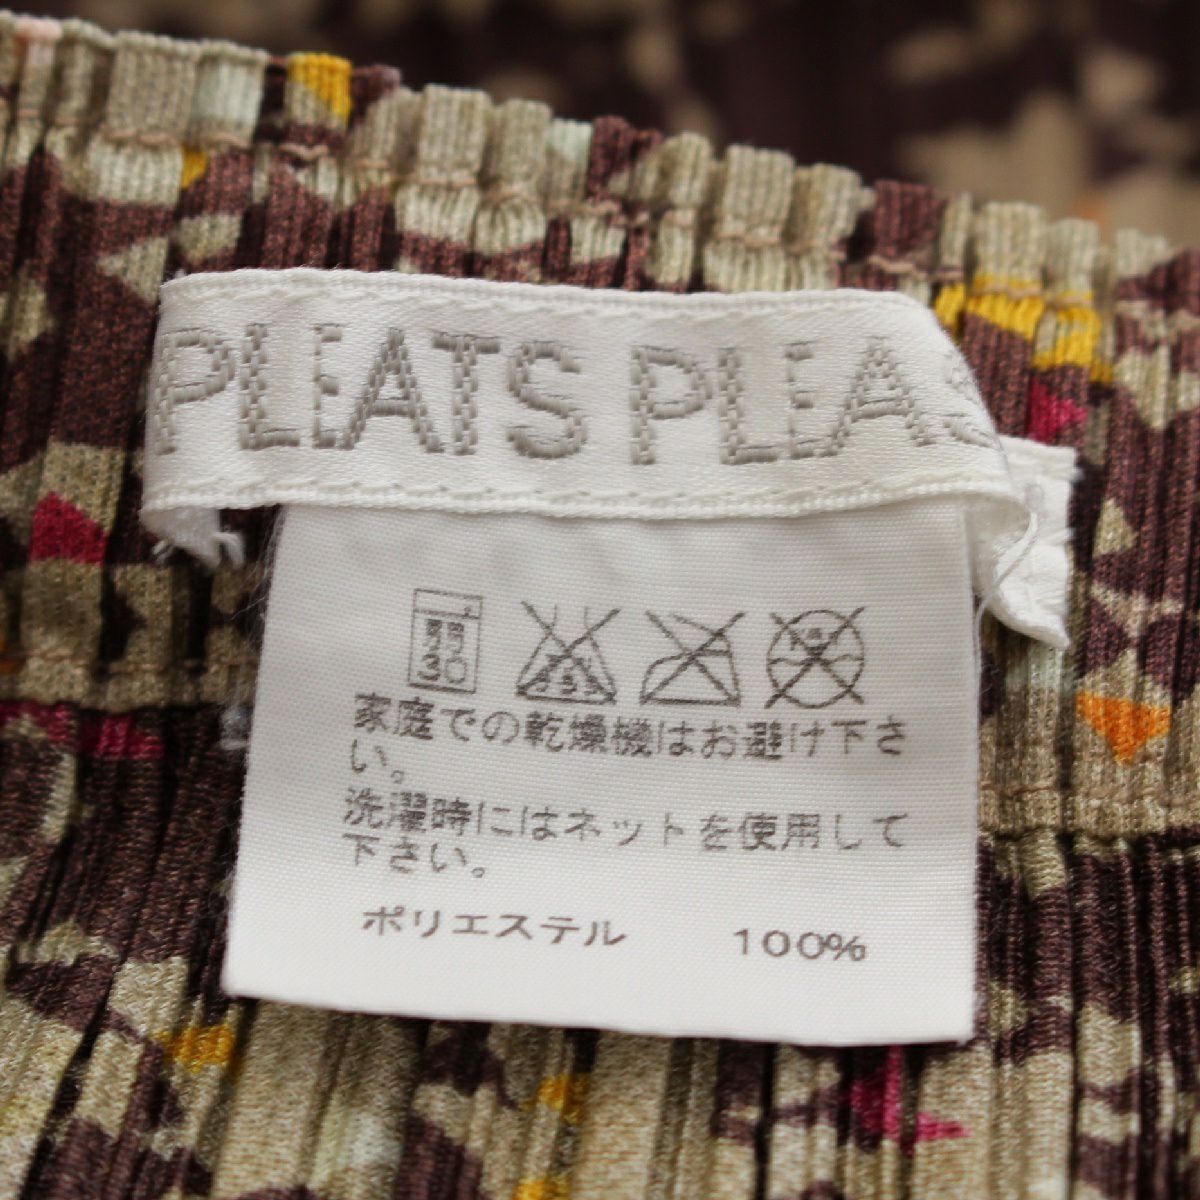 PLEATS PLEAS
30
家庭での乾燥機はお避け下さ
い。
洗濯時にはネットを使用して
下さい。
ポリエステル 100%